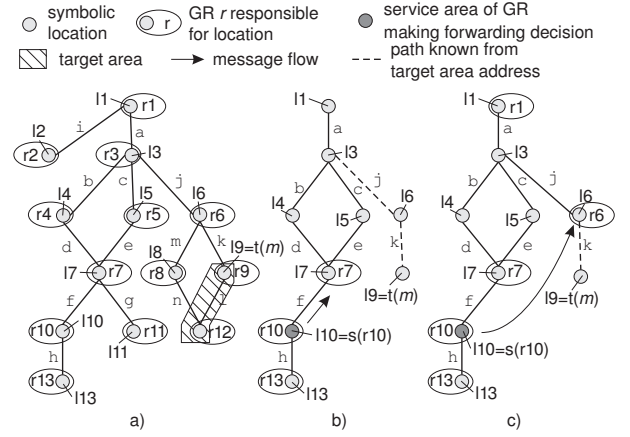 symbolic location
GR r responsible for location
service area of GR making forwarding decision
target area
message flow
path known from target area address
l1
r1
i
a
l2
r2
r3
l3
b
c
j
l4
r4
l5
r5
l6
r6
d
e
m
k
l9=t(m)
l7
r7
l8
r8
r9
f
g
n
l
r10
l10
l11
r11
r12
h
r13
l13
a)
l1
a
l3
b
c
j
l4
l5
l6
d
e
k
l7
r7
l9=t(m)
f
r10
l10=s(r10)
h
r13
l13
b)
l1
r1
a
l3
b
c
j
l4
l5
l6
r6
d
e
k
l7
r7
l9=t(m)
f
r10
l10=s(r10)
h
r13
l13
c)